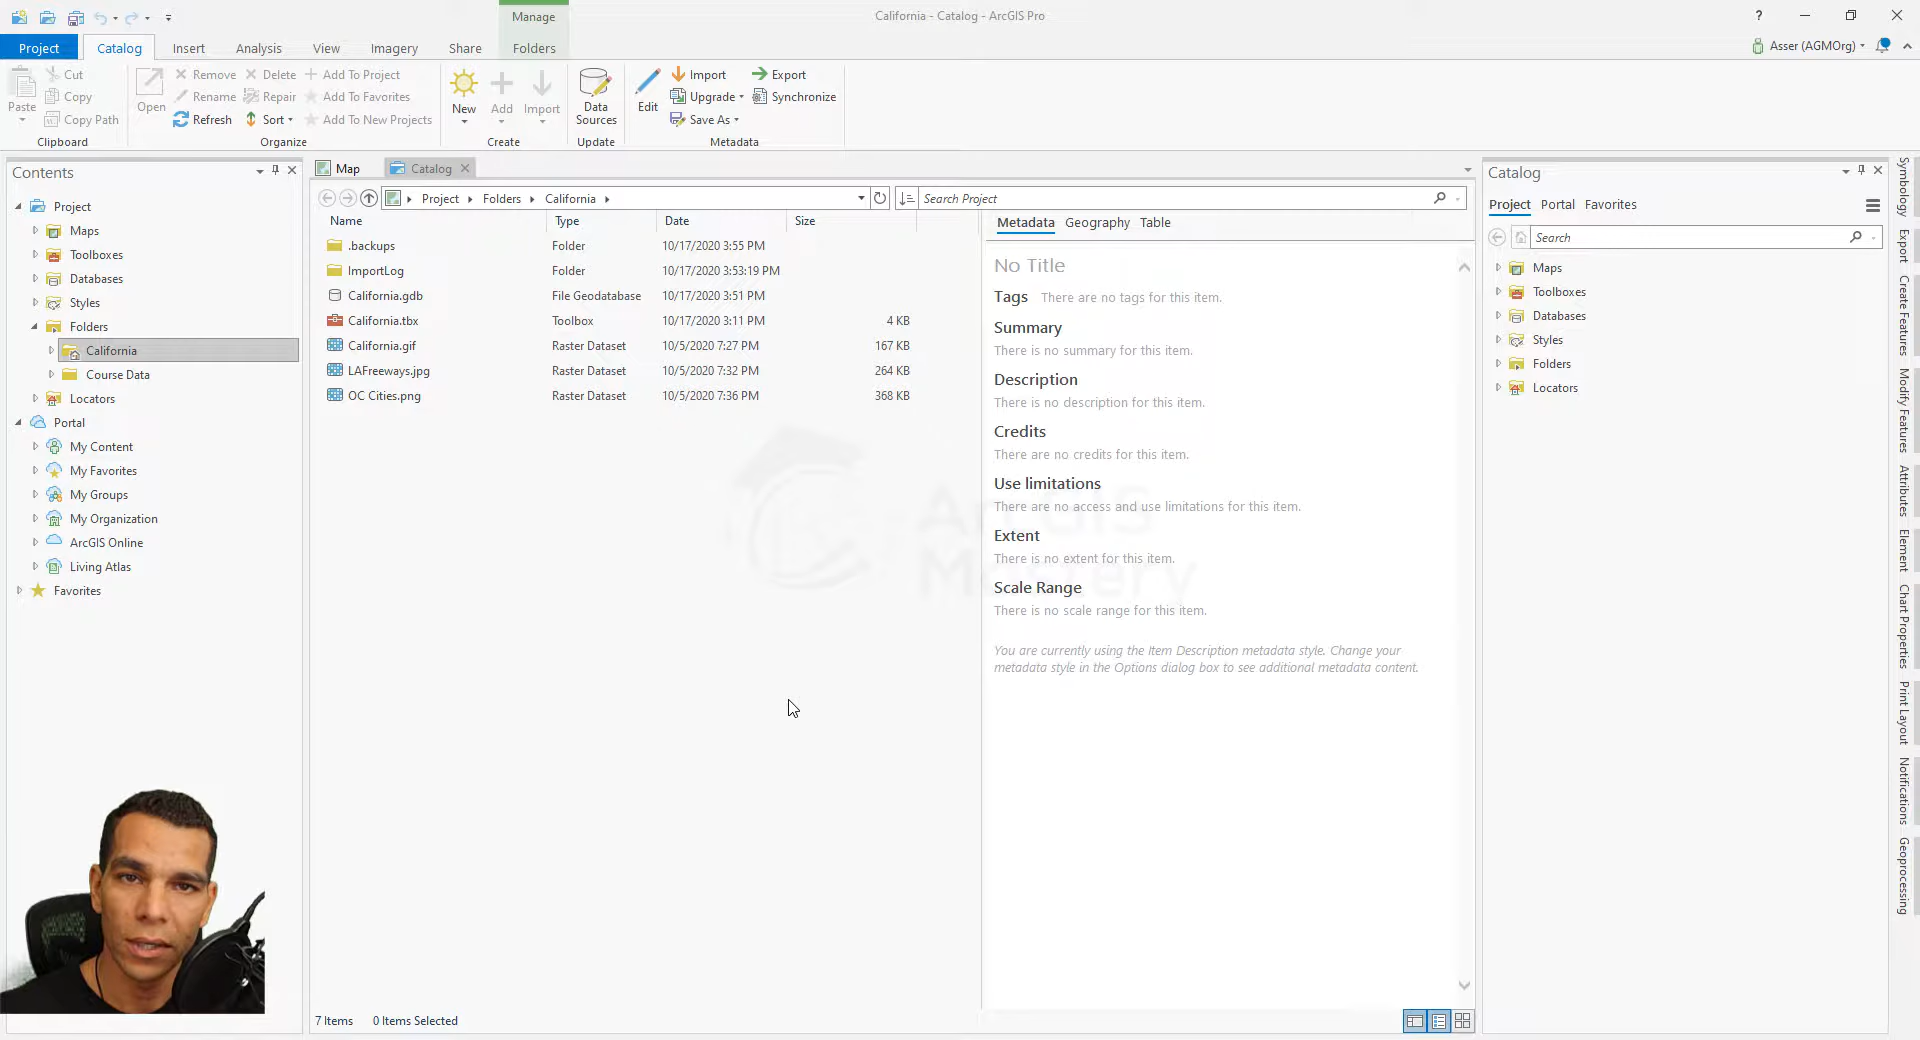 Manage
California - Catalog - ArcGIS Pro
?
Project
Catalog
Insert
Analysis
View
Imagery
Share
Folders
Asser (AGMOrg)
Paste
Cut
Copy
Copy Path
Clipboard
Open
Remove
Delete
Add To Project
Rename
Repair
Add To Favorites
Refresh
Sort
Add To New Projects
Organize
New
Add
Import
Create
Data
Sources
Update
Edit
Import
Export
Upgrade
Synchronize
Save As
Metadata
Contents
Project
Maps
Toolboxes
Databases
Styles
Folders
California
Course Data
Locators
Portal
My Content
My Favorites
My Groups
My Organization
ArcGIS Online
Living Atlas
Favorites
Map
Catalog
Project
Folders
California
Search Project
Name Type Date Size
.backups Folder 10/17/2020 3:55 PM
ImportLog Folder 10/17/2020 3:53:19 PM
California.gdb File Geodatabase 10/17/2020 3:51 PM
California.tbx Toolbox 10/17/2020 3:11 PM 4 KB
California.gif Raster Dataset 10/5/2020 7:27 PM 167 KB
LAFreeways.jpg Raster Dataset 10/5/2020 7:32 PM 264 KB
OC Cities.png Raster Dataset 10/5/2020 7:36 PM 368 KB
ArcGIS
Mastery
7 Items 0 Items Selected
Metadata Geography Table
No Title
Tags There are no tags for this item.
Summary
There is no summary for this item.
Description
There is no description for this item.
Credits
There are no credits for this item.
Use limitations
There are no access and use limitations for this item.
Extent
There is no extent for this item.
Scale Range
There is no scale range for this item.
You are currently using the Item Description metadata style. Change your
metadata style in the Options dialog box to see additional metadata content.
Catalog
Project Portal Favorites
Search
Maps
Toolboxes
Databases
Styles
Folders
Locators
Symbology
Export
Create Features
Modify Features
Attributes
Element
Chart Properties
Print Layout
Notifications
Geoprocessing